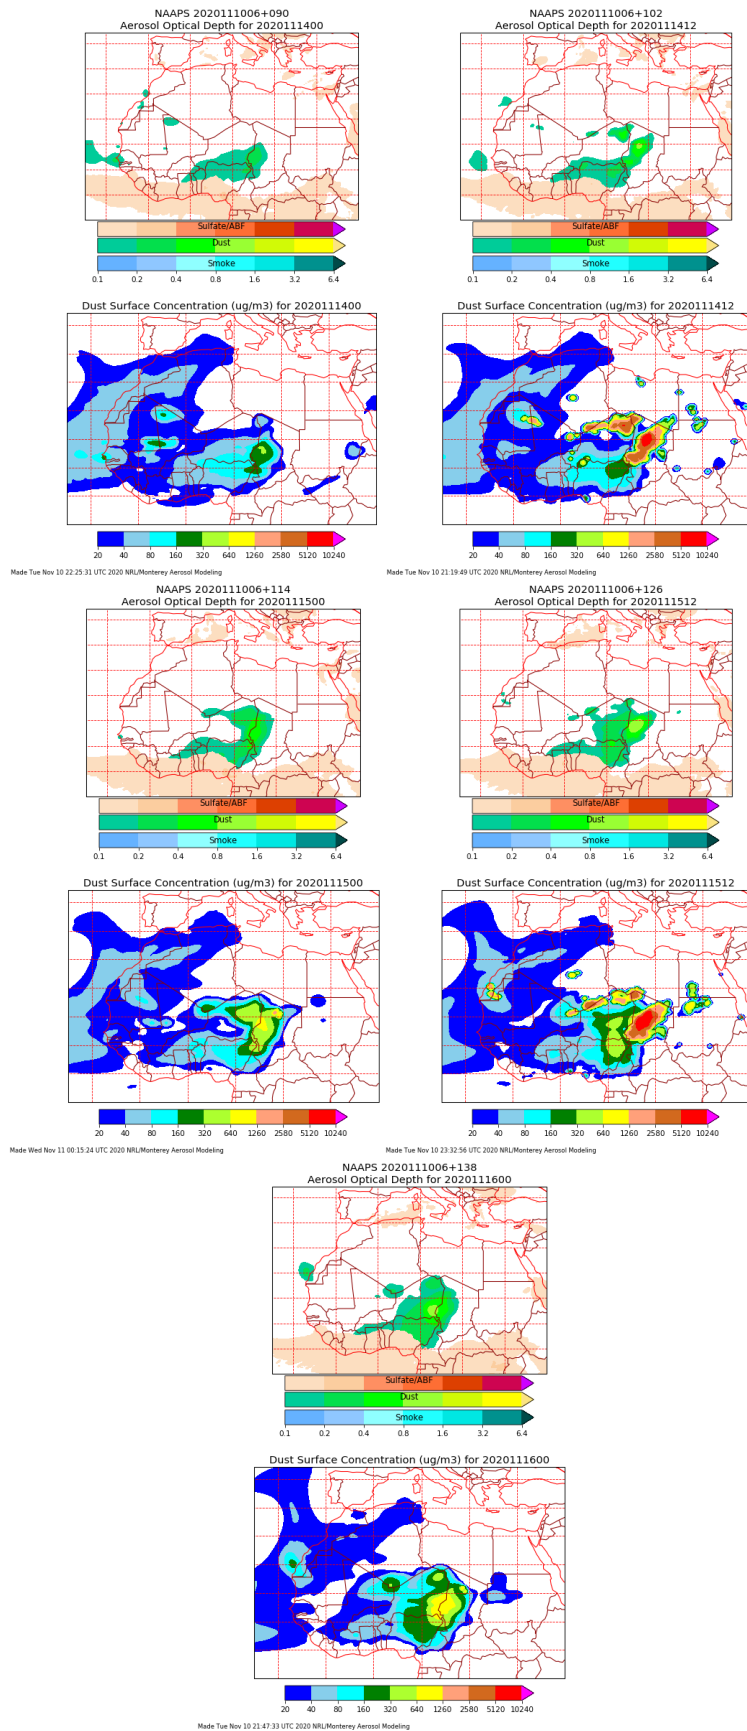 NAAPS 2020111006+090
Aerosol Optical Depth for 2020111400
Sulfate/ABF
Dust
Smoke
0.1 0.2 0.4 0.8 1.6 3.2 6.4
Dust Surface Concentration (ug/m3) for 2020111400
20 40 80 160 320 640 1260 2580 5120 10240
Made Tue Nov 10 22:25:31 UTC 2020 NRL/Monterey Aerosol Modeling
NAAPS 2020111006+102
Aerosol Optical Depth for 2020111412
Sulfate/ABF
Dust
Smoke
0.1 0.2 0.4 0.8 1.6 3.2 6.4
Dust Surface Concentration (ug/m3) for 2020111412
20 40 80 160 320 640 1260 2580 5120 10240
Made Tue Nov 10 21:19:49 UTC 2020 NRL/Monterey Aerosol Modeling
NAAPS 2020111006+114
Aerosol Optical Depth for 2020111500
Sulfate/ABF
Dust
Smoke
0.1 0.2 0.4 0.8 1.6 3.2 6.4
Dust Surface Concentration (ug/m3) for 2020111500
20 40 80 160 320 640 1260 2580 5120 10240
Made Wed Nov 11 00:15:24 UTC 2020 NRL/Monterey Aerosol Modeling
NAAPS 2020111006+126
Aerosol Optical Depth for 2020111512
Sulfate/ABF
Dust
Smoke
0.1 0.2 0.4 0.8 1.6 3.2 6.4
Dust Surface Concentration (ug/m3) for 2020111512
20 40 80 160 320 640 1260 2580 5120 10240
Made Tue Nov 10 23:32:56 UTC 2020 NRL/Monterey Aerosol Modeling
NAAPS 2020111006+138
Aerosol Optical Depth for 2020111600
Sulfate/ABF
Dust
Smoke
0.1 0.2 0.4 0.8 1.6 3.2 6.4
Dust Surface Concentration (ug/m3) for 2020111600
20 40 80 160 320 640 1260 2580 5120 10240
Made Tue Nov 10 21:47:33 UTC 2020 NRL/Monterey Aerosol Modeling